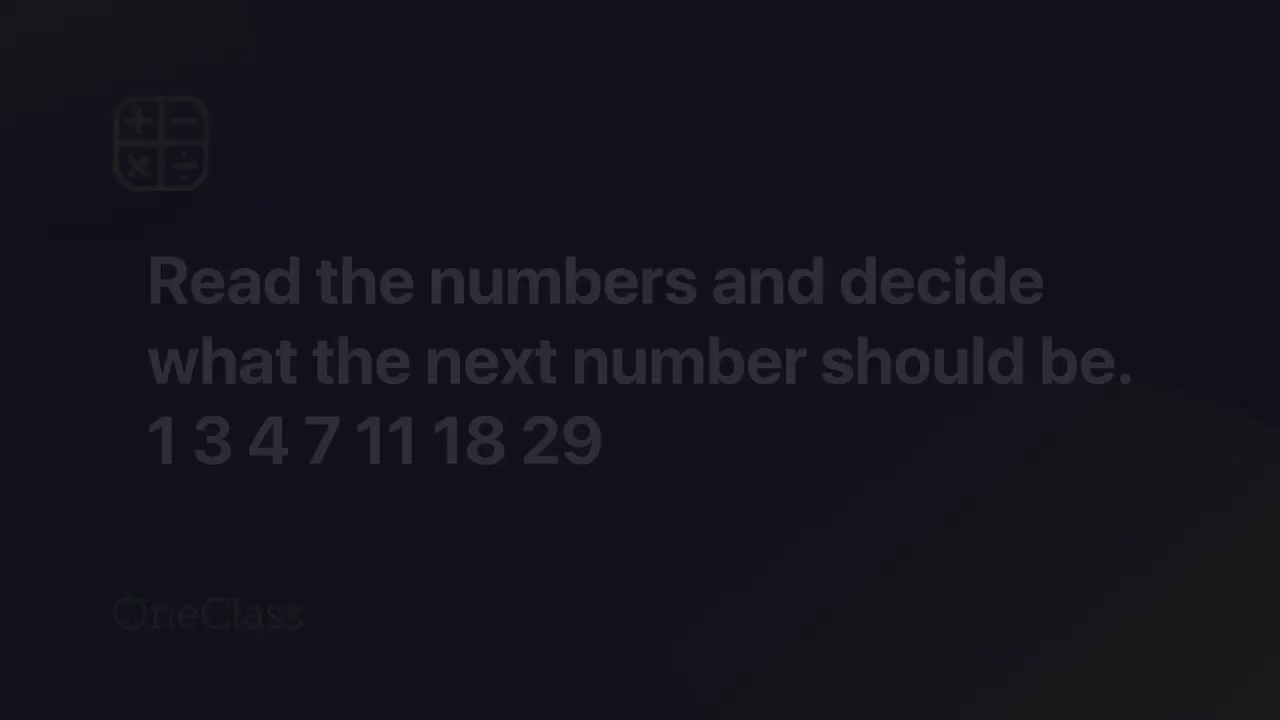 Read the numbers and decide
what the next number should be.
1 3 4 7 11 18 29
OneClass